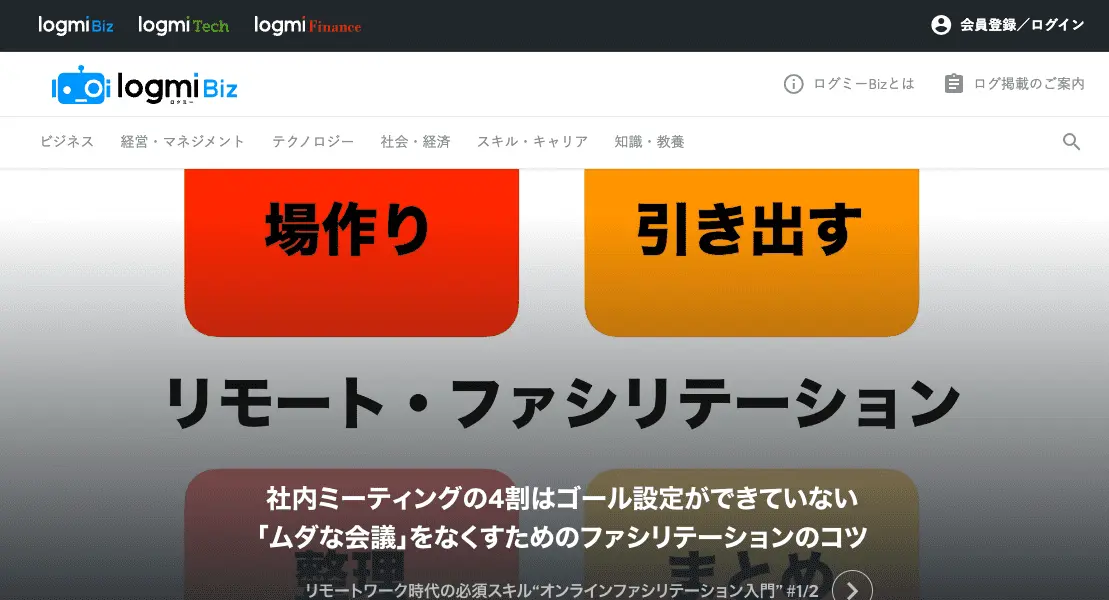 logmi Biz
logmi Tech
logmi Finance
会員登録／ログイン
logmi Biz
ログミー
ログミーBizとは
ログ掲載のご案内
ビジネス
経営・マネジメント
テクノロジー
社会・経済
スキル・キャリア
知識・教養
場作り
引き出す
リモート・ファシリテーション
社内ミーティングの4割はゴール設定ができていない
「ムダな会議」をなくすためのファシリテーションのコツ
整理
まとめ
リモートワーク時代の必須スキル“オンラインファシリテーション入門” #1/2